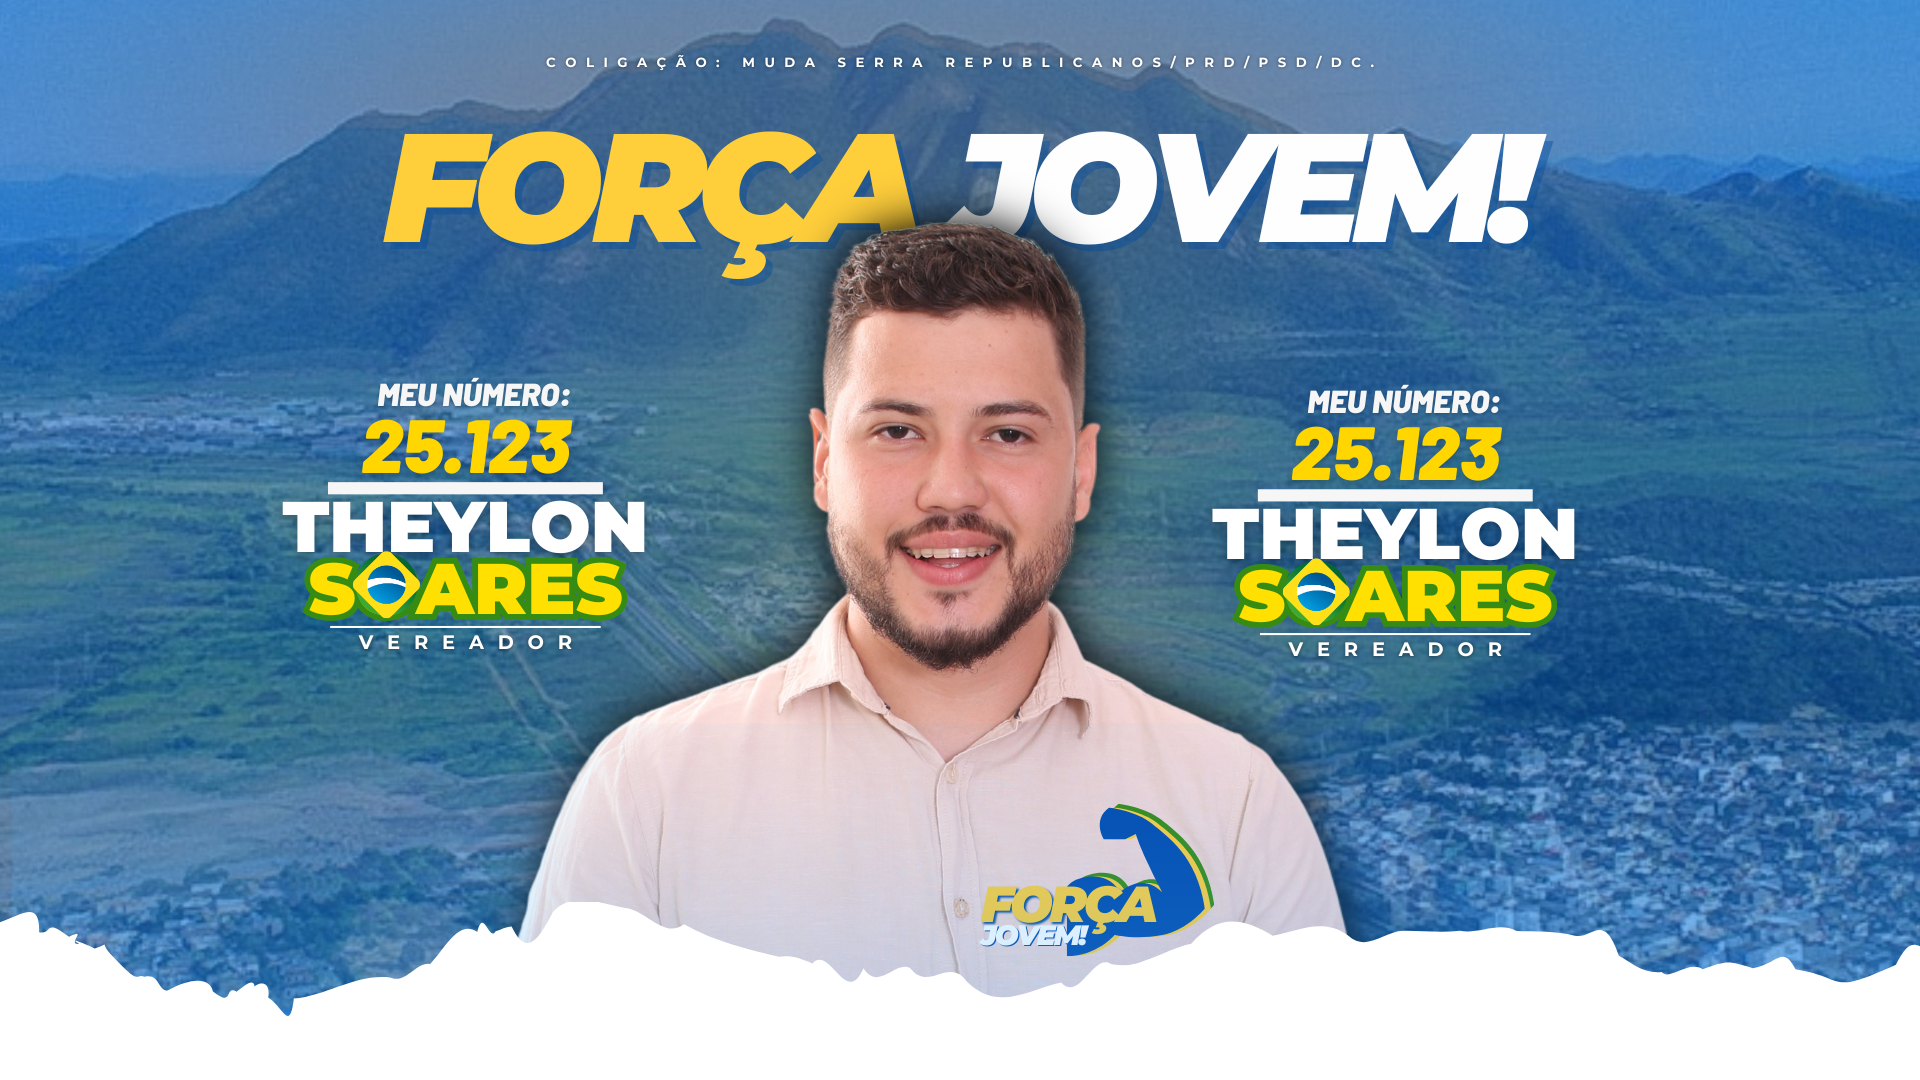 COLIGAÇÃO: MUDA SERRA REPUBLICANOS/PRD/PSD/DC.
FORÇA JOVEM!
MEU NÚMERO:
25.123
THEYLON
SOARES
VEREADOR
MEU NÚMERO:
25.123
THEYLON
SOARES
VEREADOR
FORÇA
JOVEM!